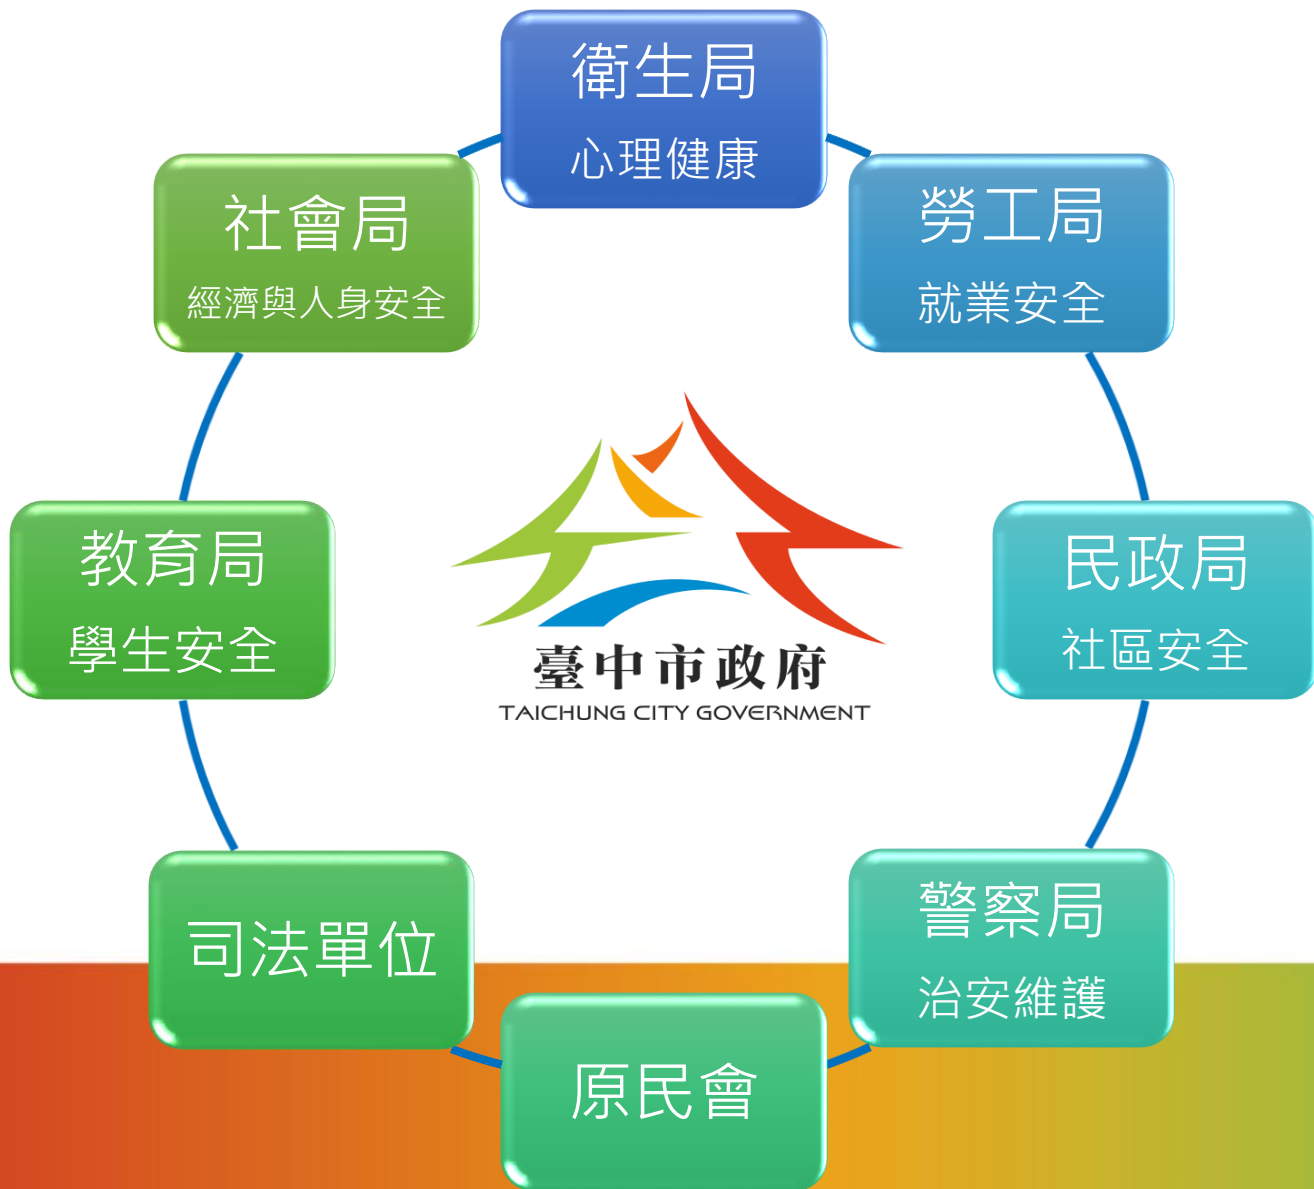 衛生局
心理健康
社會局
經濟與人身安全
勞工局
就業安全
教育局
學生安全
民政局
社區安全
臺中市政府
TAICHUNG CITY GOVERNMENT
司法單位
警察局
治安維護
原民會